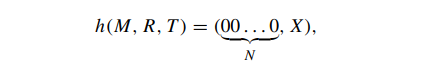 h(M, R, T) = (00...0, X),
N